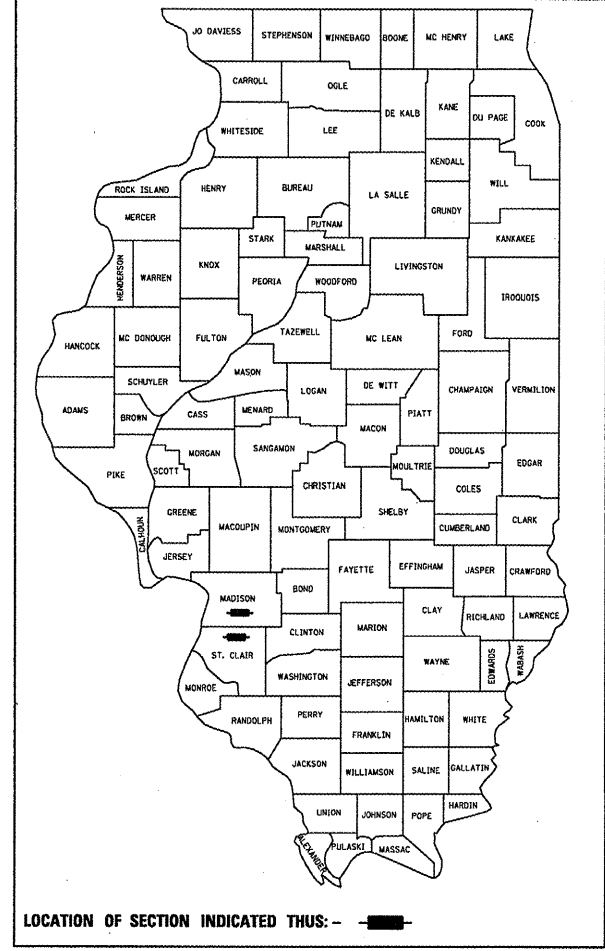 JO DAVIESS
STEPHENSON
WINNEBAGO
BOONE
MC HENRY
LAKE
CARROLL
OGLE
DE KALB
KANE
DU PAGE
COOK
WHITESIDE
LEE
KENDALL
WILL
ROCK ISLAND
HENRY
BUREAU
LA SALLE
GRUNDY
MERCER
PUTNAM
STARK
MARSHALL
KANKAKEE
HENDERSON
WARREN
KNOX
PEORIA
WOODFORD
LIVINGSTON
IROQUOIS
HANCOCK
MC DONOUGH
FULTON
TAZEWELL
MC LEAN
FORD
MASON
SCHUYLER
LOGAN
DE WITT
CHAMPAIGN
VERMILION
ADAMS
BROWN
CASS
MENARD
MACON
PIATT
PIKE
SCOTT
MORGAN
SANGAMON
CHRISTIAN
MOULTRIE
DOUGLAS
EDGAR
COLES
CALHOUN
GREENE
MACOUPIN
MONTGOMERY
SHELBY
CUMBERLAND
CLARK
JERSEY
MADISON
BOND
FAYETTE
EFFINGHAM
JASPER
CRAWFORD
CLAY
RICHLAND
LAWRENCE
ST. CLAIR
CLINTON
MARION
WAYNE
EDWARDS
WABASH
MONROE
WASHINGTON
JEFFERSON
RANDOLPH
PERRY
HAMILTON
WHITE
FRANKLIN
JACKSON
WILLIAMSON
SALINE
GALLATIN
UNION
JOHNSON
POPE
HARDIN
ALEXANDER
PULASKI
MASSAC
LOCATION OF SECTION INDICATED THUS: -